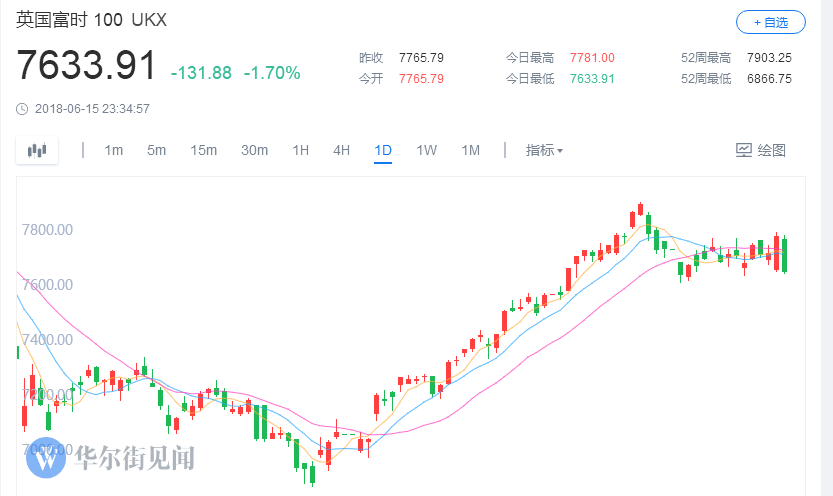 英国富时 100 UKX
+ 自选
7633.91 -131.88 -1.70%
昨收 7765.79 今日最高 7781.00 52周最高 7903.25
今开 7765.79 今日最低 7633.91 52周最低 6866.75
2018-06-15 23:34:57
1m 5m 15m 30m 1H 4H 1D 1W 1M 指标 绘图
7800.00
7600.00
7400.00
7200.00
7000.00
W 华尔街见闻